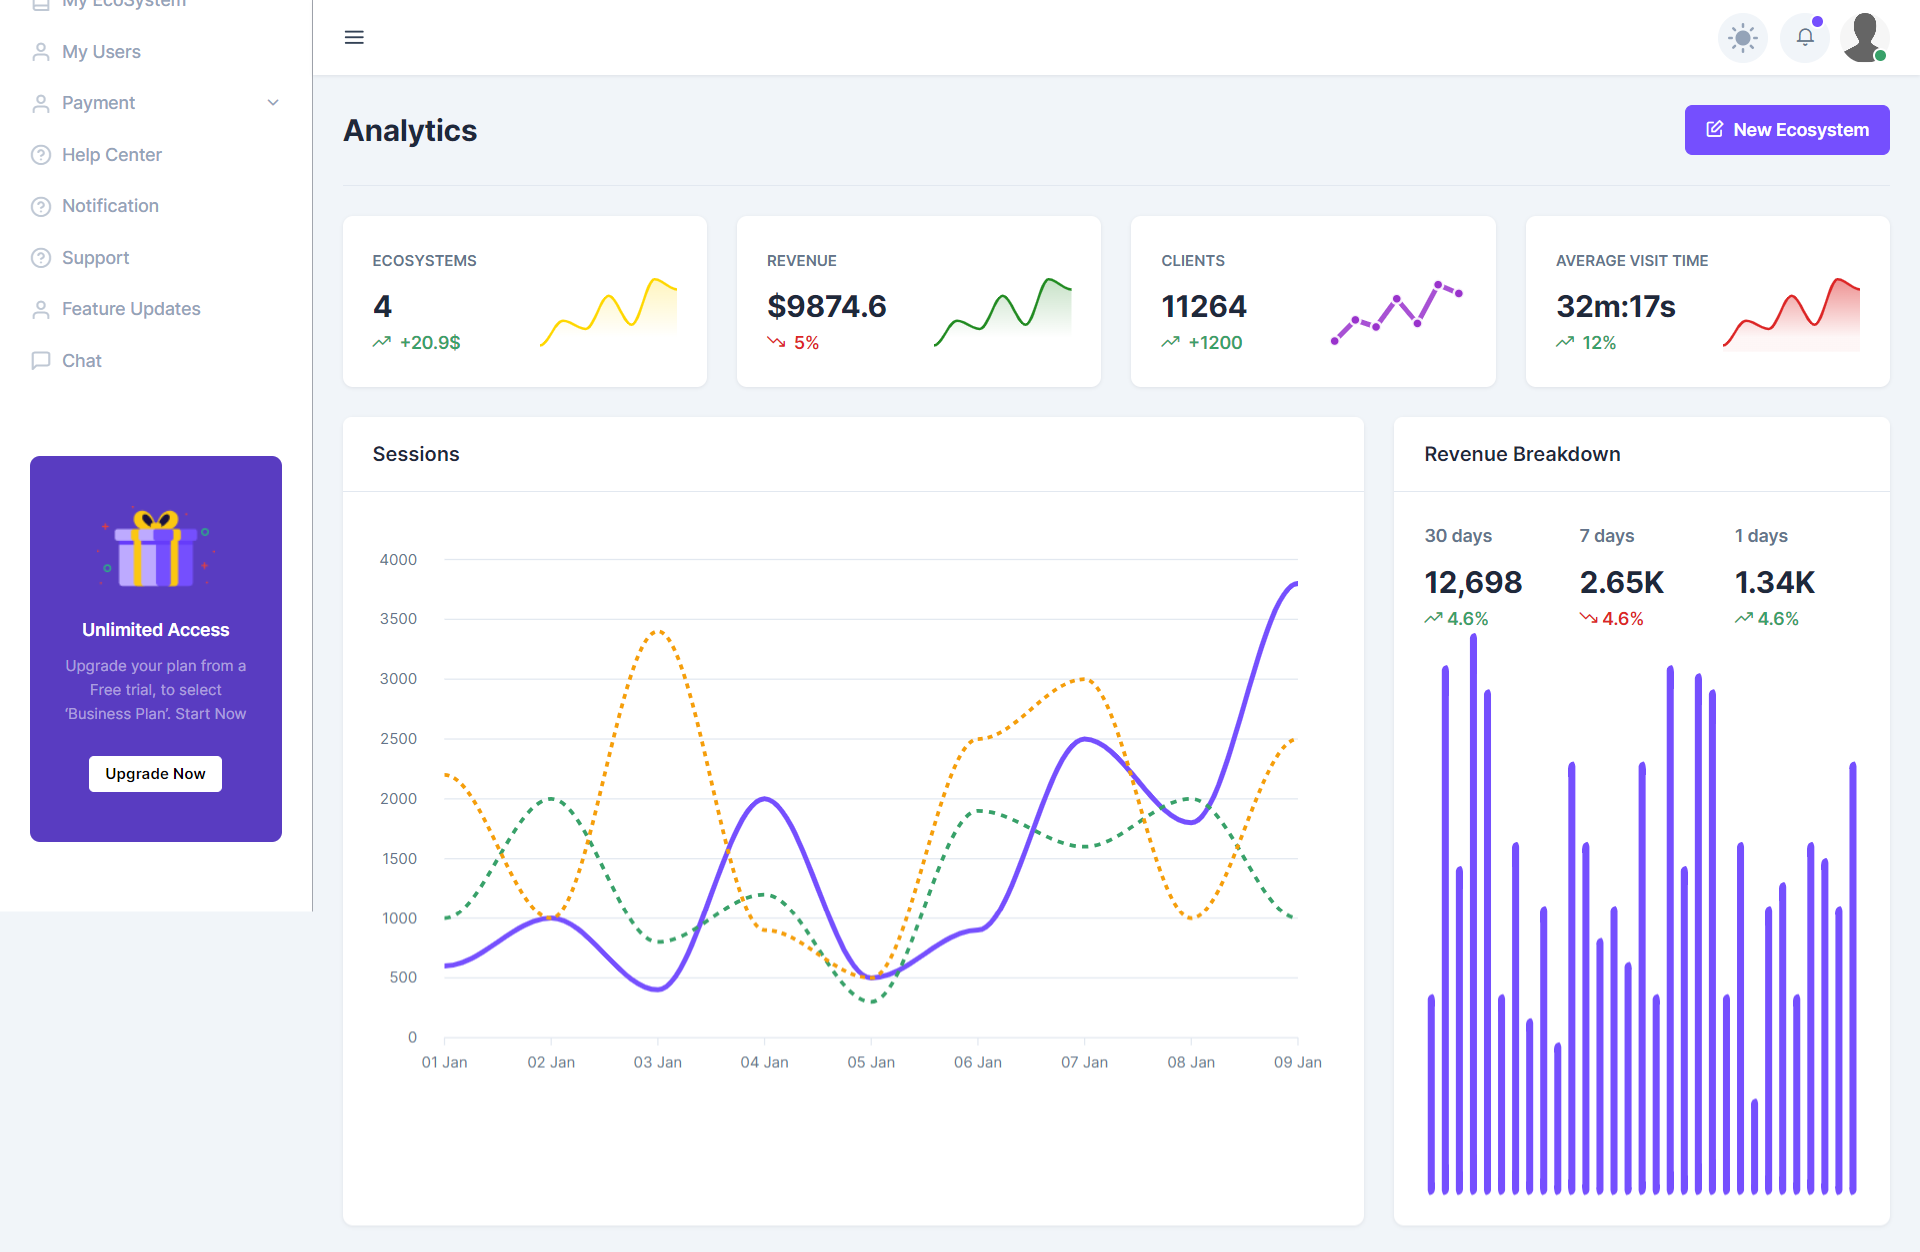 My EcoSystem
My Users
Payment
Help Center
Notification
Support
Feature Updates
Chat
Unlimited Access
Upgrade your plan from a
Free trial, to select
‘Business Plan’. Start Now
Upgrade Now
Analytics
New Ecosystem
ECOSYSTEMS
4
+20.9$
REVENUE
$9874.6
5%
CLIENTS
11264
+1200
AVERAGE VISIT TIME
32m:17s
12%
Sessions
4000
3500
3000
2500
2000
1500
1000
500
0
01 Jan 02 Jan 03 Jan 04 Jan 05 Jan 06 Jan 07 Jan 08 Jan 09 Jan
Revenue Breakdown
30 days 7 days 1 days
12,698 2.65K 1.34K
4.6% 4.6% 4.6%